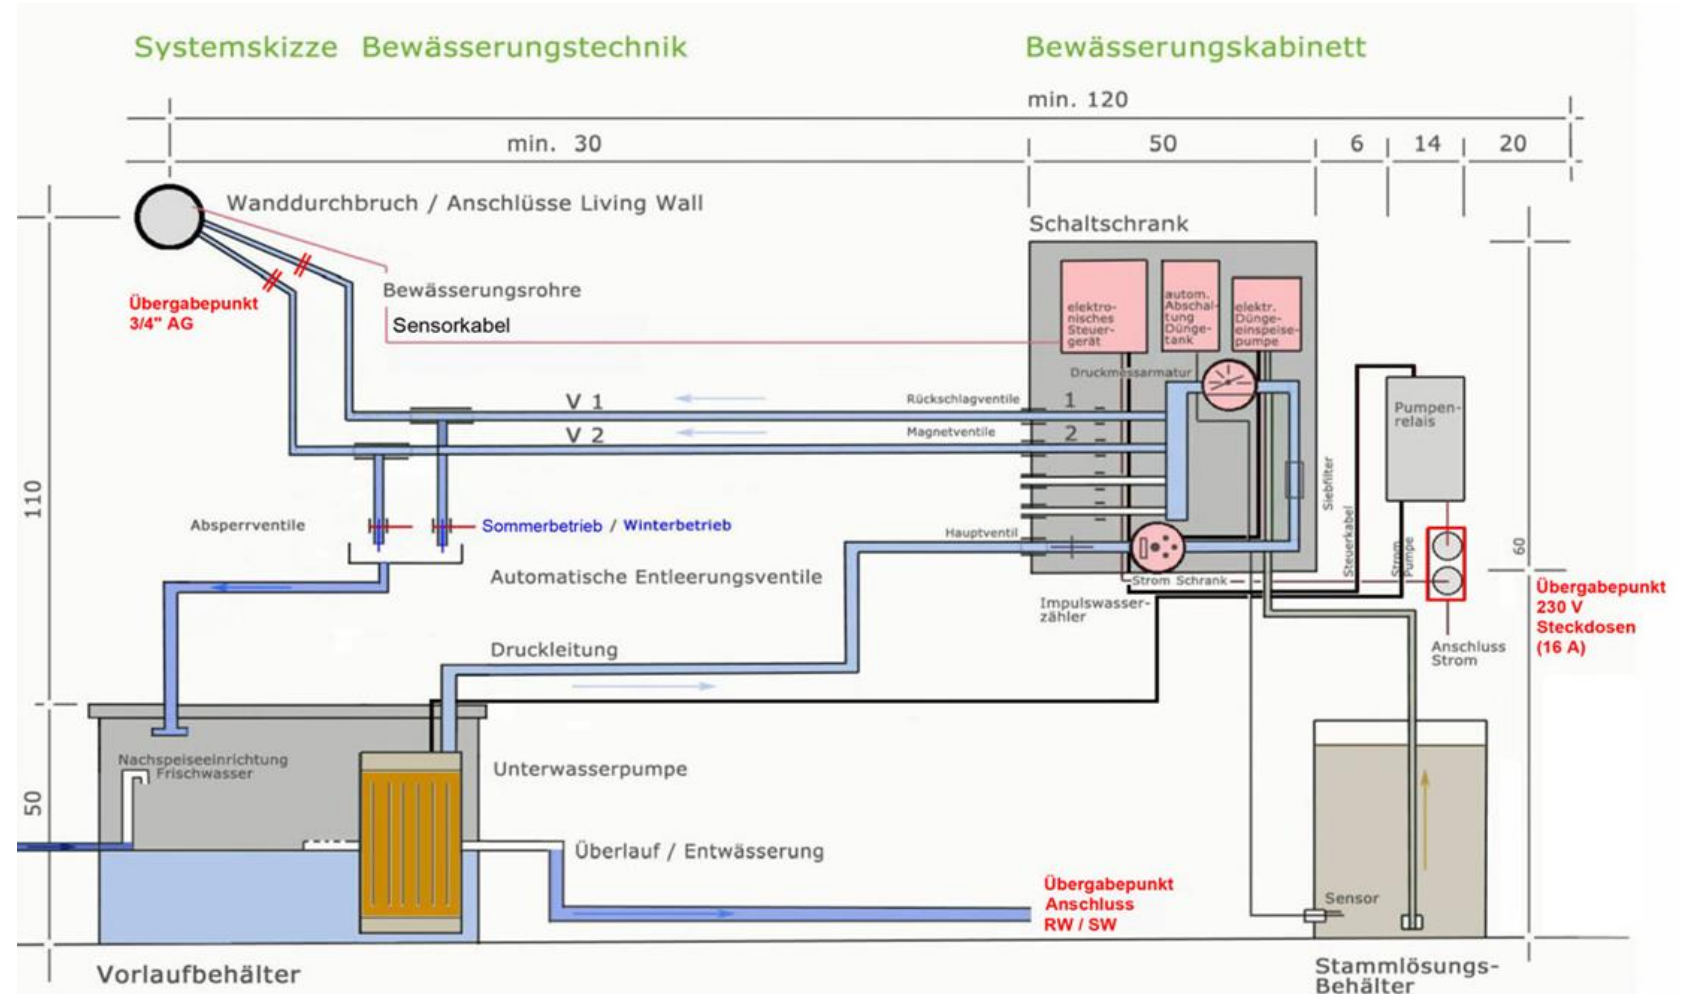 Systemskizze Bewässerungstechnik
Bewässerungskabinett
min. 120
min. 30
50
6
14
20
Wanddurchbruch / Anschlüsse Living Wall
Schaltschrank
Bewässerungsrohre
Sensorkabel
Übergabepunkt
3/4" AG
elektro-
nisches
Steuer-
gerät
autom.
Abschal-
tung
Dünge-
tank
elektr.
Dünge-
einspeise-
pumpe
Druckmessarmatur
V 1
Rückschlagventile
1
V 2
Magnetventile
2
Pumpen-
relais
Siebfilter
110
Absperrventile
Sommerbetrieb / Winterbetrieb
Hauptventil
Steuerkabel
Strom
Pumpe
60
Automatische Entleerungsventile
Strom Schrank
Impulswasser-
zähler
Übergabepunkt
230 V
Steckdosen
(16 A)
Druckleitung
Anschluss
Strom
Nachspeiseeinrichtung
Frischwasser
Unterwasserpumpe
50
Überlauf / Entwässerung
Übergabepunkt
Anschluss
RW / SW
Sensor
Vorlaufbehälter
Stammlösungs-
Behälter